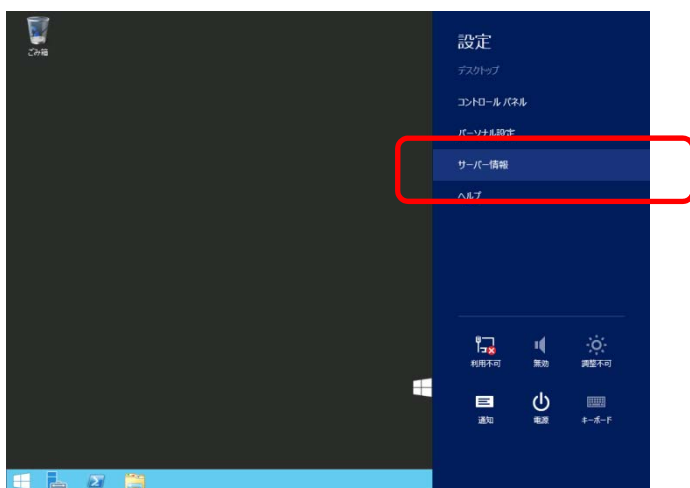 ごみ箱
設定
デスクトップ
コントロール パネル
パーソナル設定
サーバー情報
ヘルプ
利用不可
無効
調整不可
通知
電源
キーボード